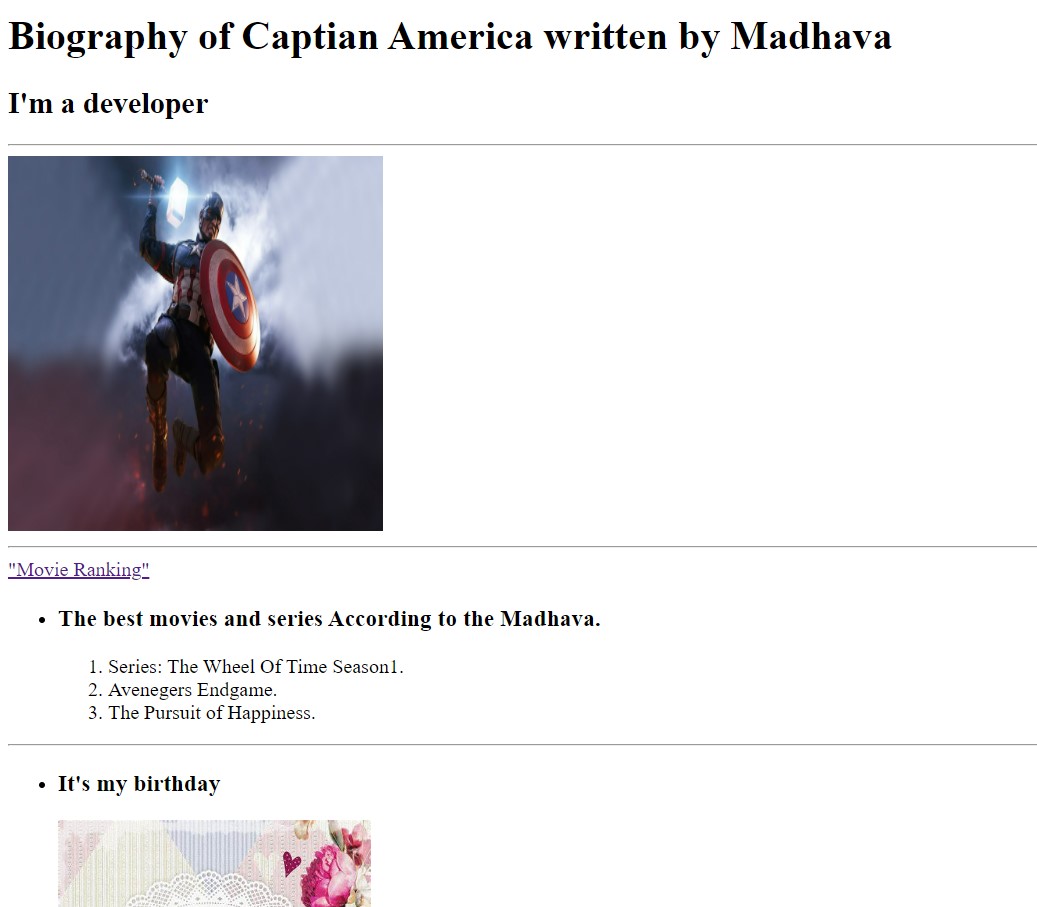 Biography of Captian America written by Madhava
I'm a developer
"Movie Ranking"
• The best movies and series According to the Madhava.
1. Series: The Wheel Of Time Season1.
2. Avenegers Endgame.
3. The Pursuit of Happiness.
• It's my birthday